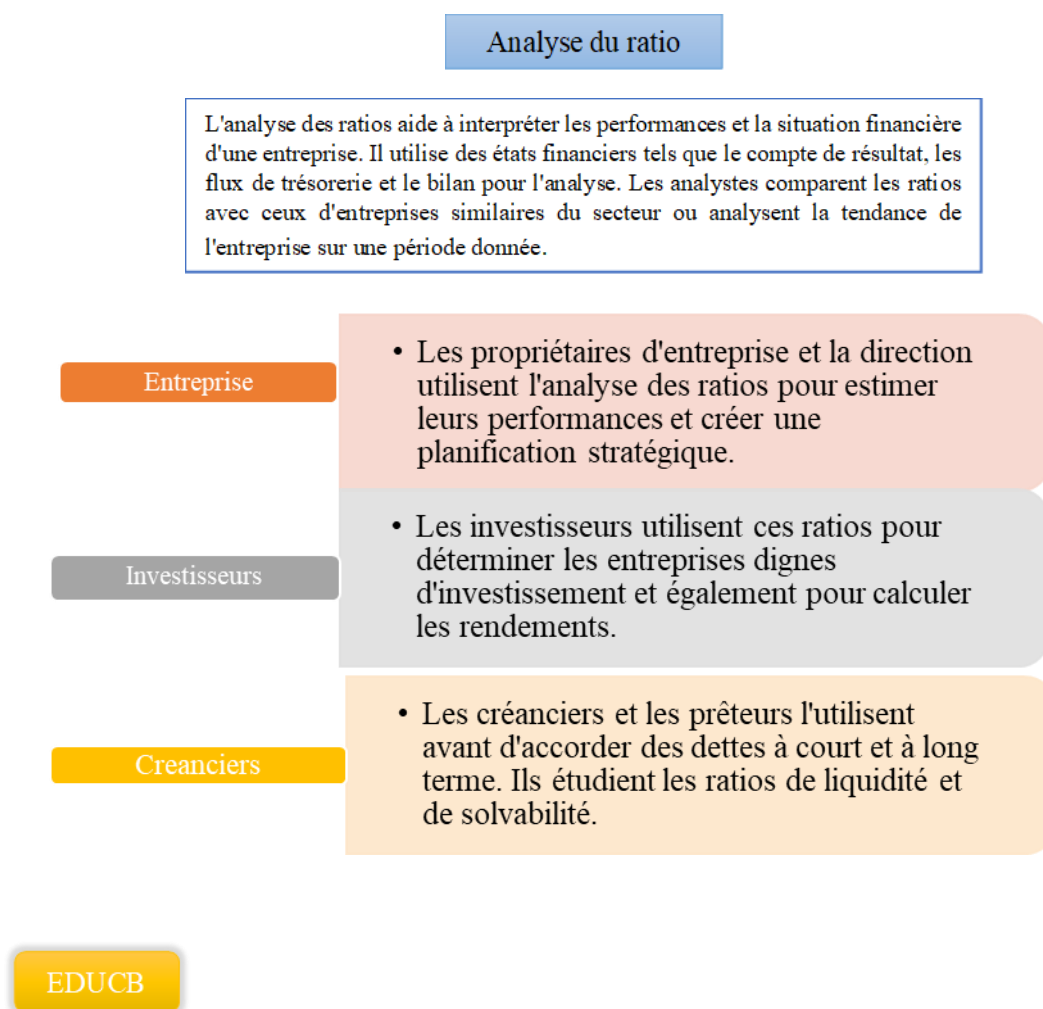 Analyse du ratio
L'analyse des ratios aide à interpréter les performances et la situation financière
d'une entreprise. Il utilise des états financiers tels que le compte de résultat, les
flux de trésorerie et le bilan pour l'analyse. Les analystes comparent les ratios
avec ceux d'entreprises similaires du secteur ou analysent la tendance de
l'entreprise sur une période donnée.
Entreprise
• Les propriétaires d'entreprise et la direction
utilisent l'analyse des ratios pour estimer
leurs performances et créer une
planification stratégique.
Investisseurs
• Les investisseurs utilisent ces ratios pour
déterminer les entreprises dignes
d'investissement et également pour calculer
les rendements.
Creanciers
• Les créanciers et les prêteurs l'utilisent
avant d'accorder des dettes à court et à long
terme. Ils étudient les ratios de liquidité et
de solvabilité.
EDUCB